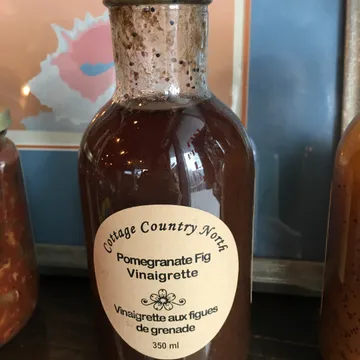 Cottage Country North
Pomegranate Fig
Vinaigrette
Vinaigrette aux figues
de grenade
350 ml